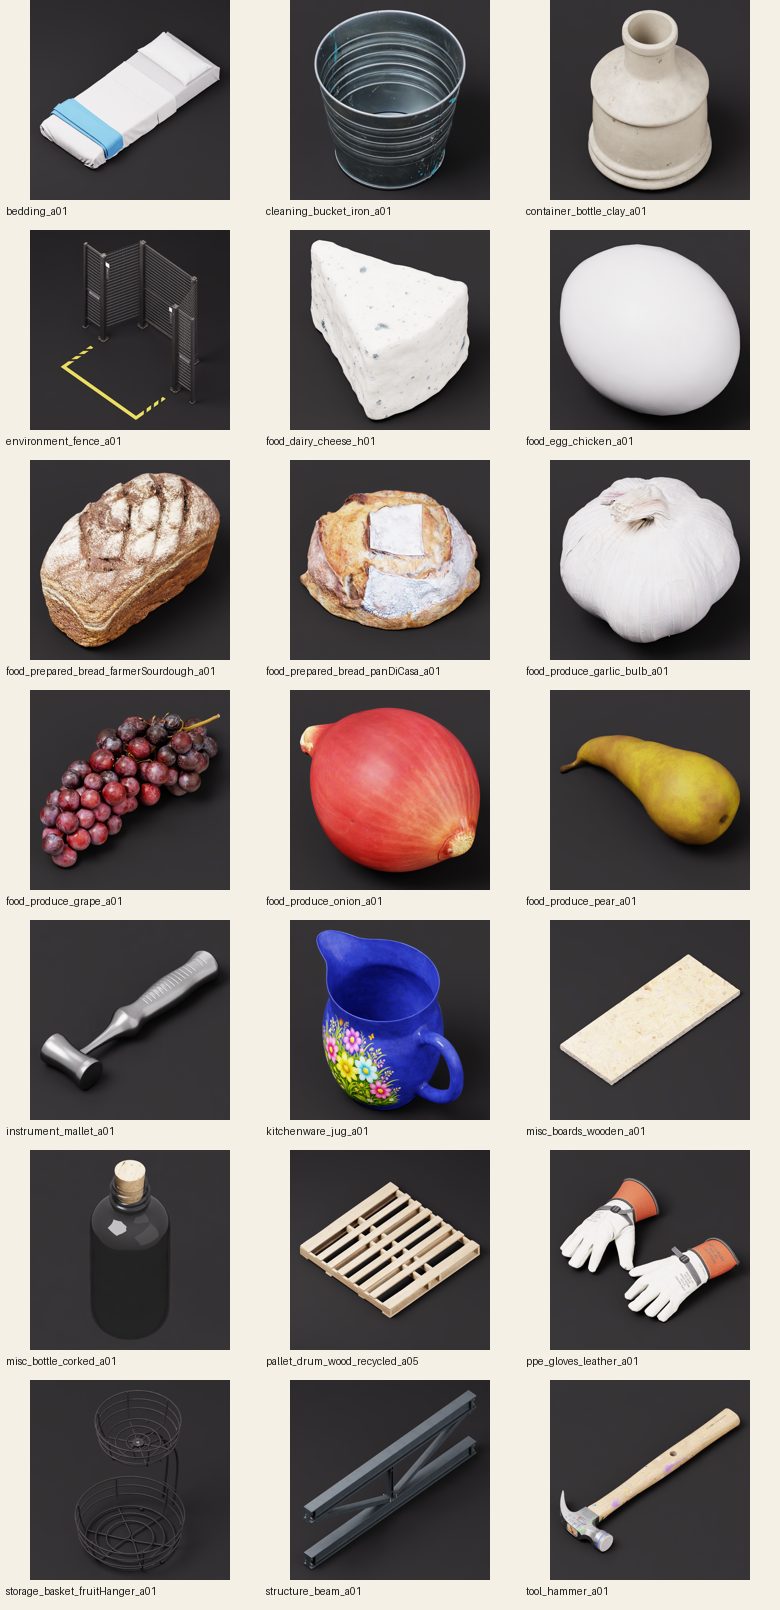 bedding_a01
cleaning_bucket_iron_a01
container_bottle_clay_a01
environment_fence_a01
food_dairy_cheese_h01
food_egg_chicken_a01
food_prepared_bread_farmerSourdough_a01
food_prepared_bread_panDiCasa_a01
food_produce_garlic_bulb_a01
food_produce_grape_a01
food_produce_onion_a01
food_produce_pear_a01
instrument_mallet_a01
kitchenware_jug_a01
misc_boards_wooden_a01
misc_bottle_corked_a01
pallet_drum_wood_recycled_a05
ppe_gloves_leather_a01
storage_basket_fruitHanger_a01
structure_beam_a01
tool_hammer_a01